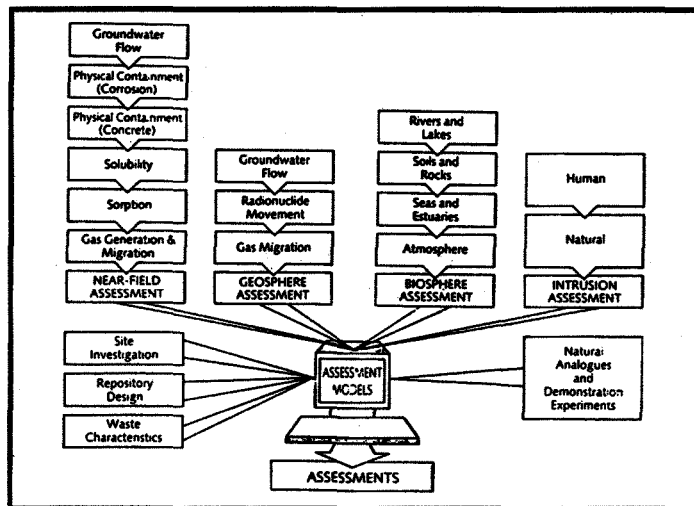 Groundwater
Flow
Physical Containment
(Corrosion)
Physical Containment
(Concrete)
Solubility
Sorption
Gas Generation &
Migration
NEAR-FIELD
ASSESSMENT
Groundwater
Flow
Radionuclide
Movement
Gas Migration
GEOSPHERE
ASSESSMENT
Rivers and
Lakes
Soils and
Rocks
Seas and
Estuaries
Atmosphere
BIOSPHERE
ASSESSMENT
Human
Natural
INTRUSION
ASSESSMENT
Site
Investigation
Repository
Design
Waste
Characteristics
ASSESSMENT
MODELS
Natural
Analogues
and
Demonstration
Experiments
ASSESSMENTS